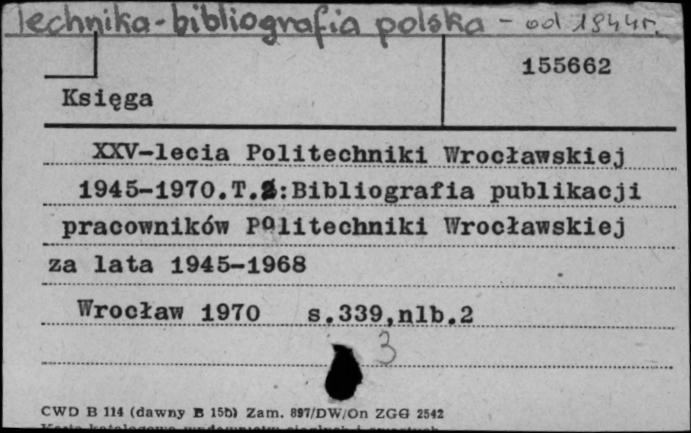 Technika-bibliografia polska - od 1944r.
155662
Księga
XXV-lecia Politechniki Wrocławskiej
1945-1970.T.2:Bibliografia publikacji
pracowników Politechniki Wrocławskiej
za lata 1945-1968
Wrocław 1970 s.339,nlb.2
3
CWD B 114 (dawny B 15b) Zam. 897/DW/On ZGG 2542